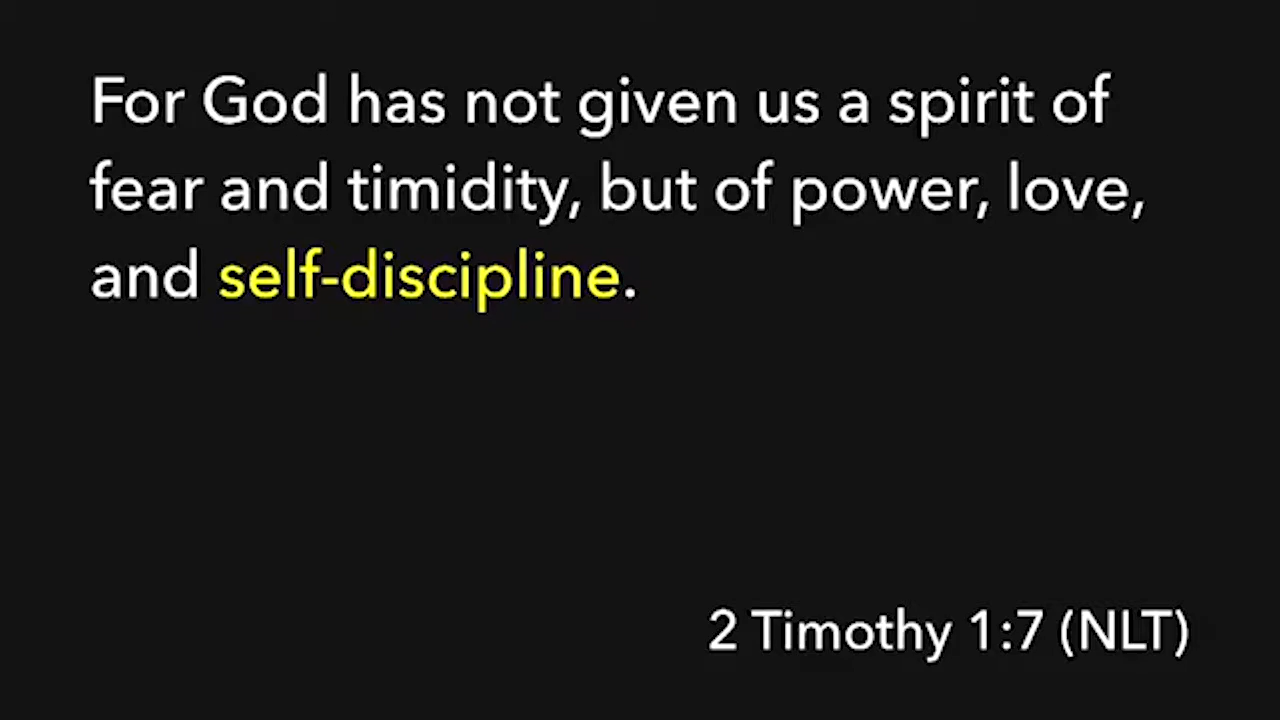 For God has not given us a spirit of
fear and timidity, but of power, love,
and self-discipline.
2 Timothy 1:7 (NLT)